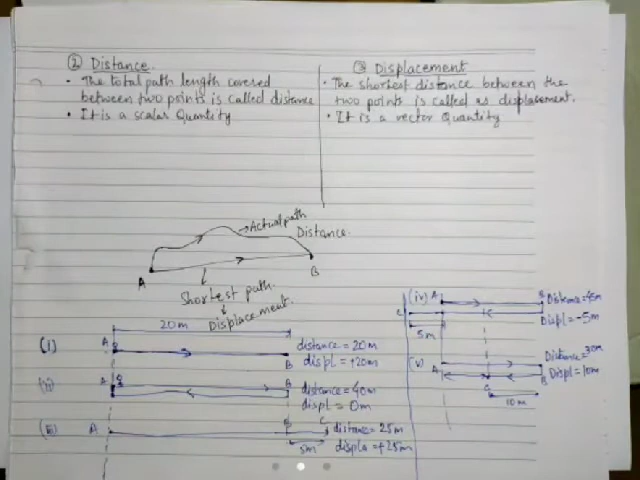 ② Distance.
• The total path length covered
between two points is called distance
• It is a scalar Quantity
③ Displacement
• The shortest distance between the
two points is called as displacement.
• It is a vector Quantity
→Actual path
Distance.
A
B
Shortest path.
Displacement.
20m
(i)
A
B
distance = 20m
displ = +20m
(ii)
A
B
distance = 40m
displ = 0m
(iii)
A
B
C
5m
distance = 25m
displa = +25m
(iv)
A
B
C
5m
Distance = 45m
Displ = -5m
(v)
A
B
C
10m
Distance = 30m
Displ = 10m